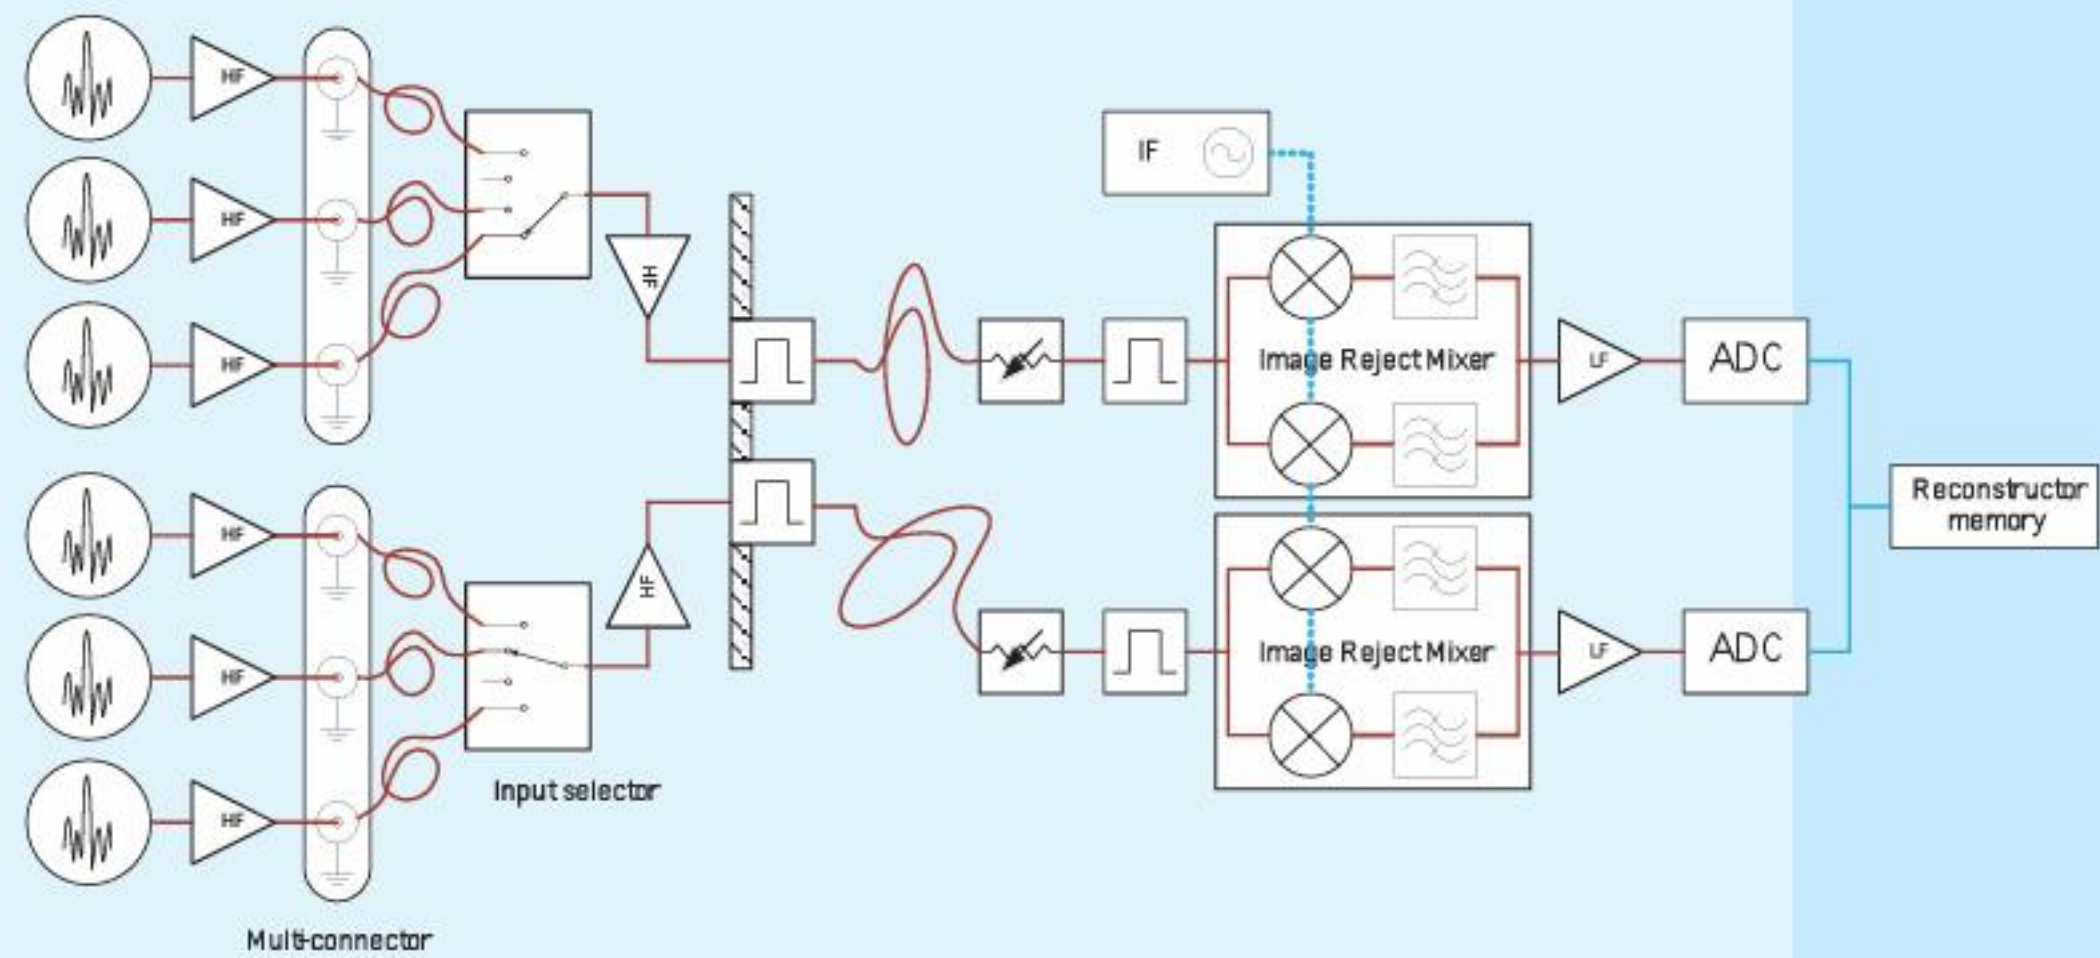 HF
HF
HF
HF
IF
Image Reject Mixer
LF
ADC
Reconstructor
memory
HF
HF
HF
HF
Input selector
Image Reject Mixer
LF
ADC
Multi-connector